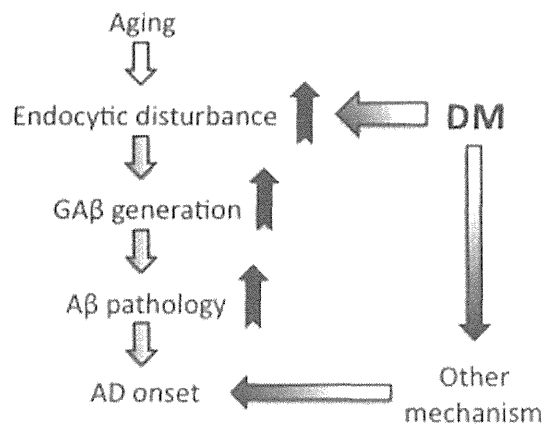 Aging
Endocytic disturbance
DM
GAβ generation
Aβ pathology
AD onset
Other
mechanism